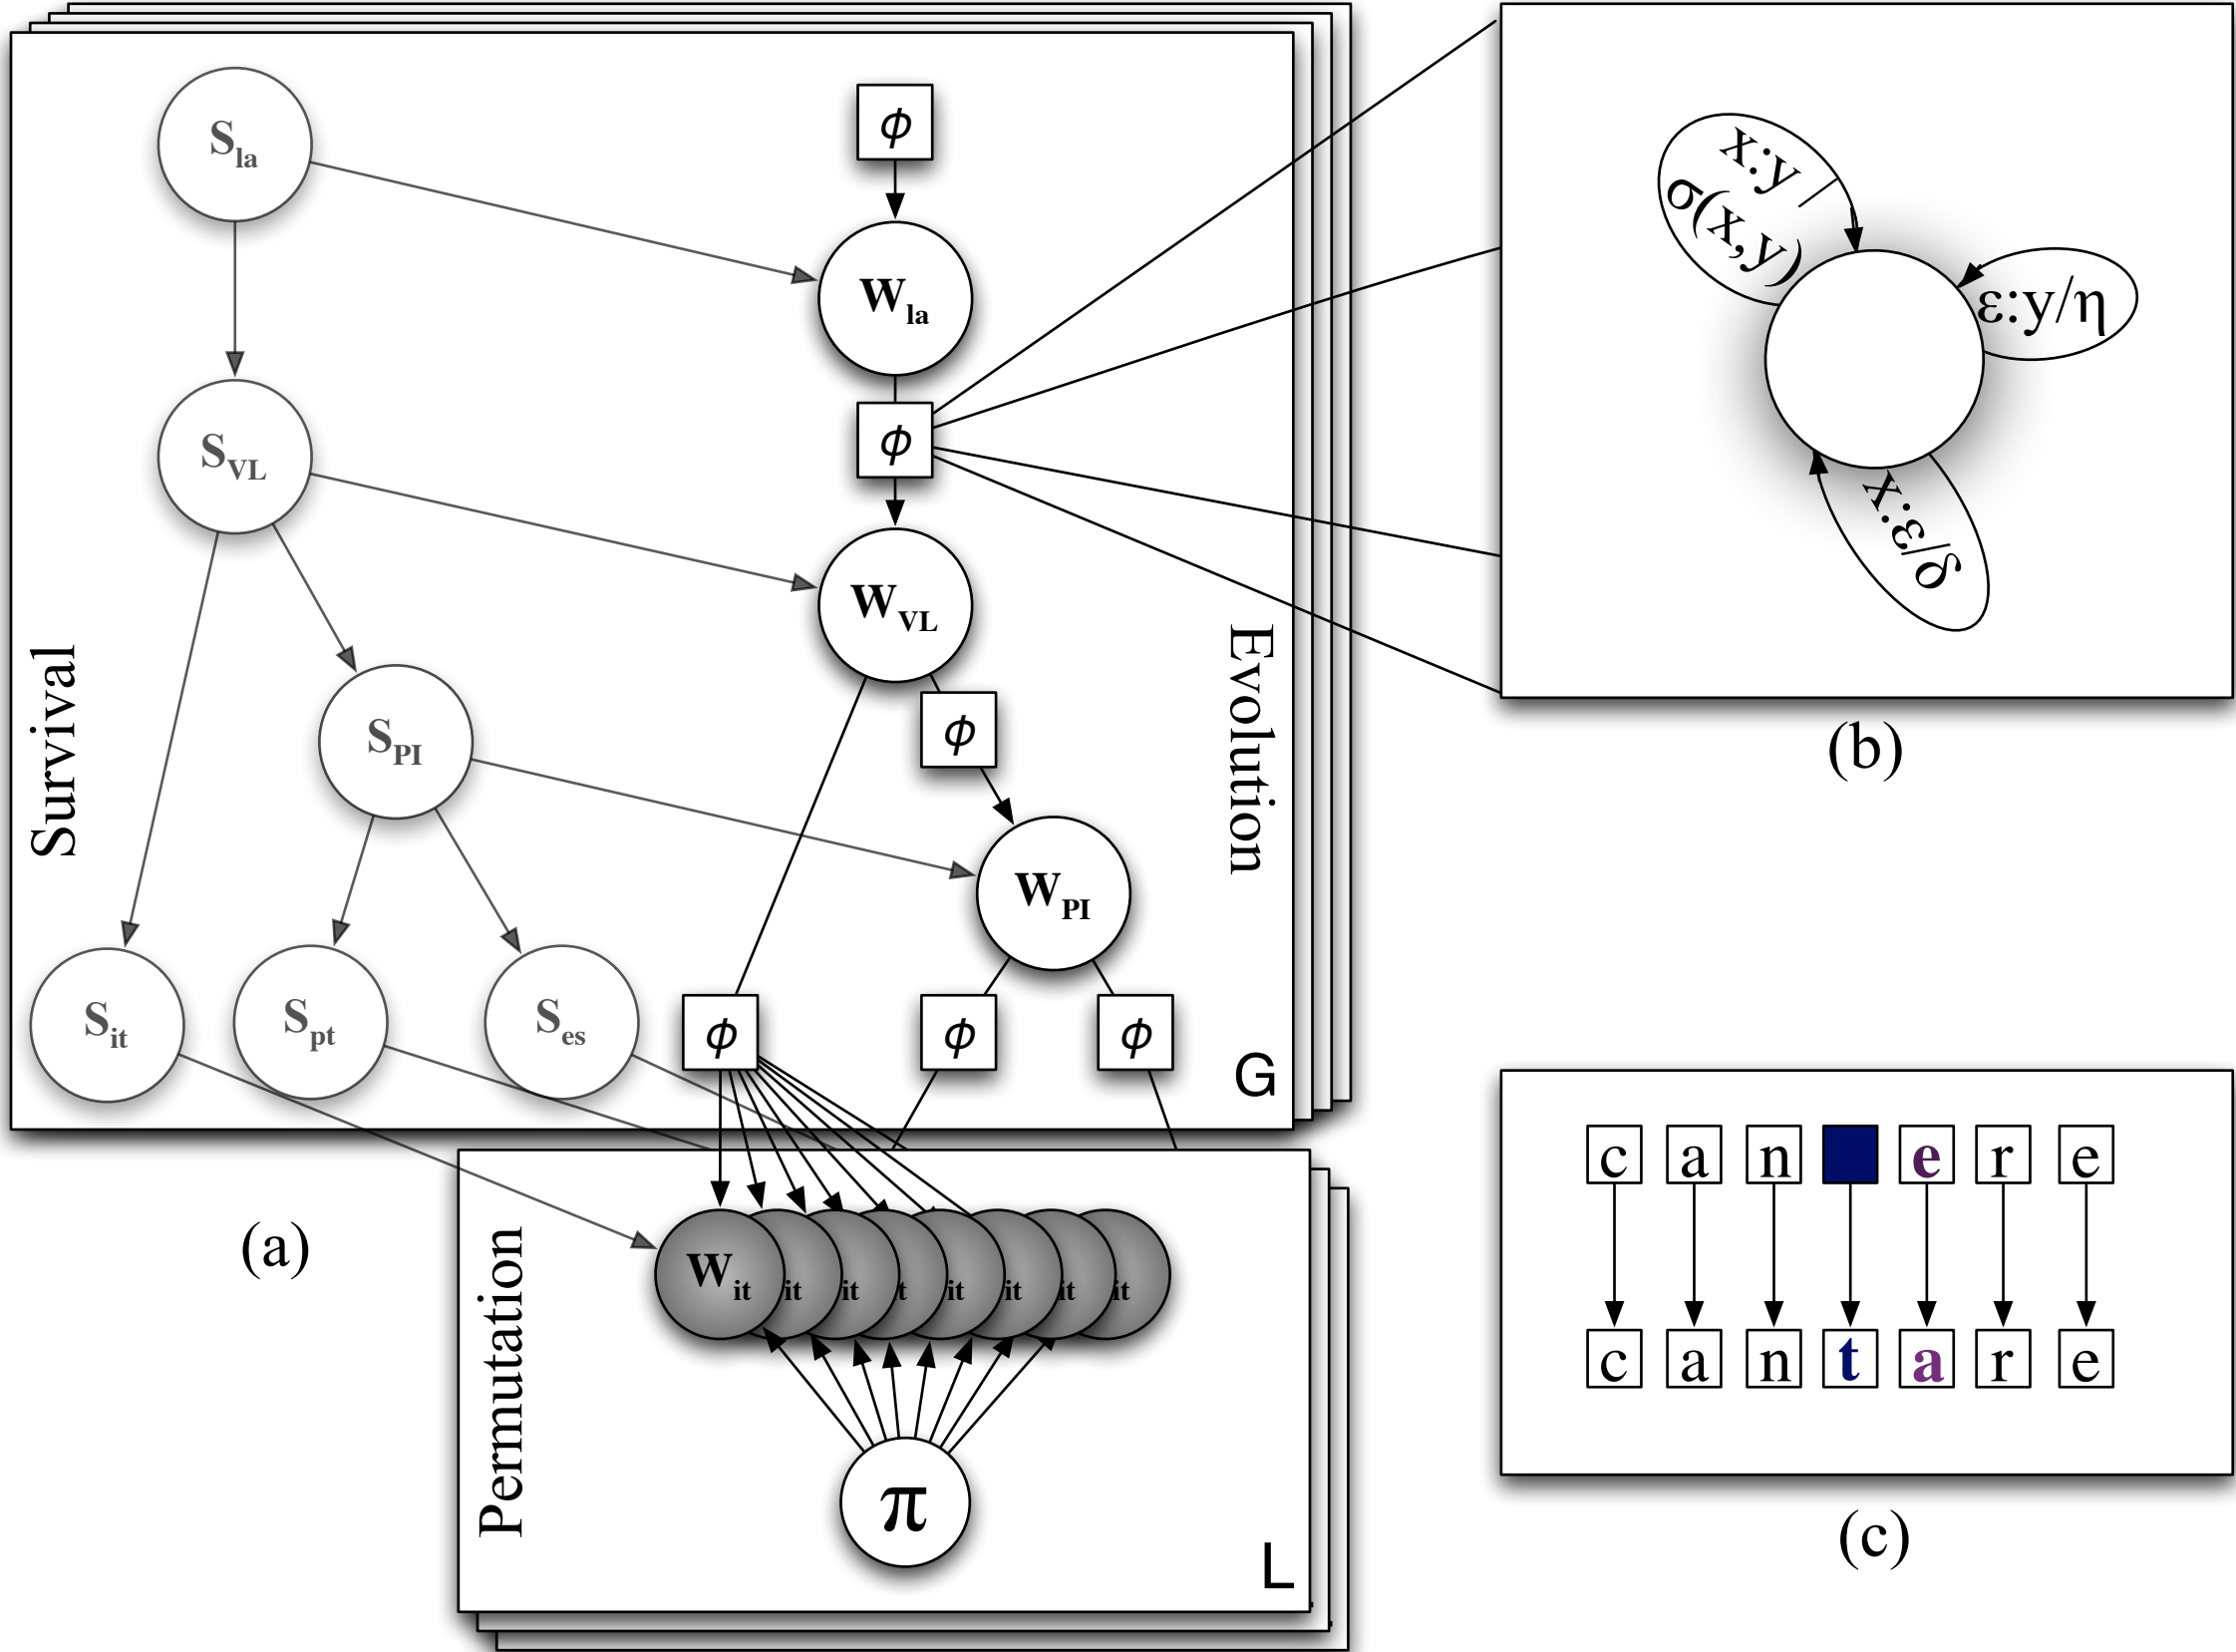 S_la
ϕ
W_la
x:y /
σ(x,y)
ε:y/η
x:ε/δ
S_VL
ϕ
W_VL
Survival
Evolution
S_PI
ϕ
(b)
W_PI
S_it
S_pt
S_es
ϕ
ϕ
ϕ
G
c a n e r e
c a n t a r e
(a)
Permutation
W_it it it t it it it it
π
L
(c)